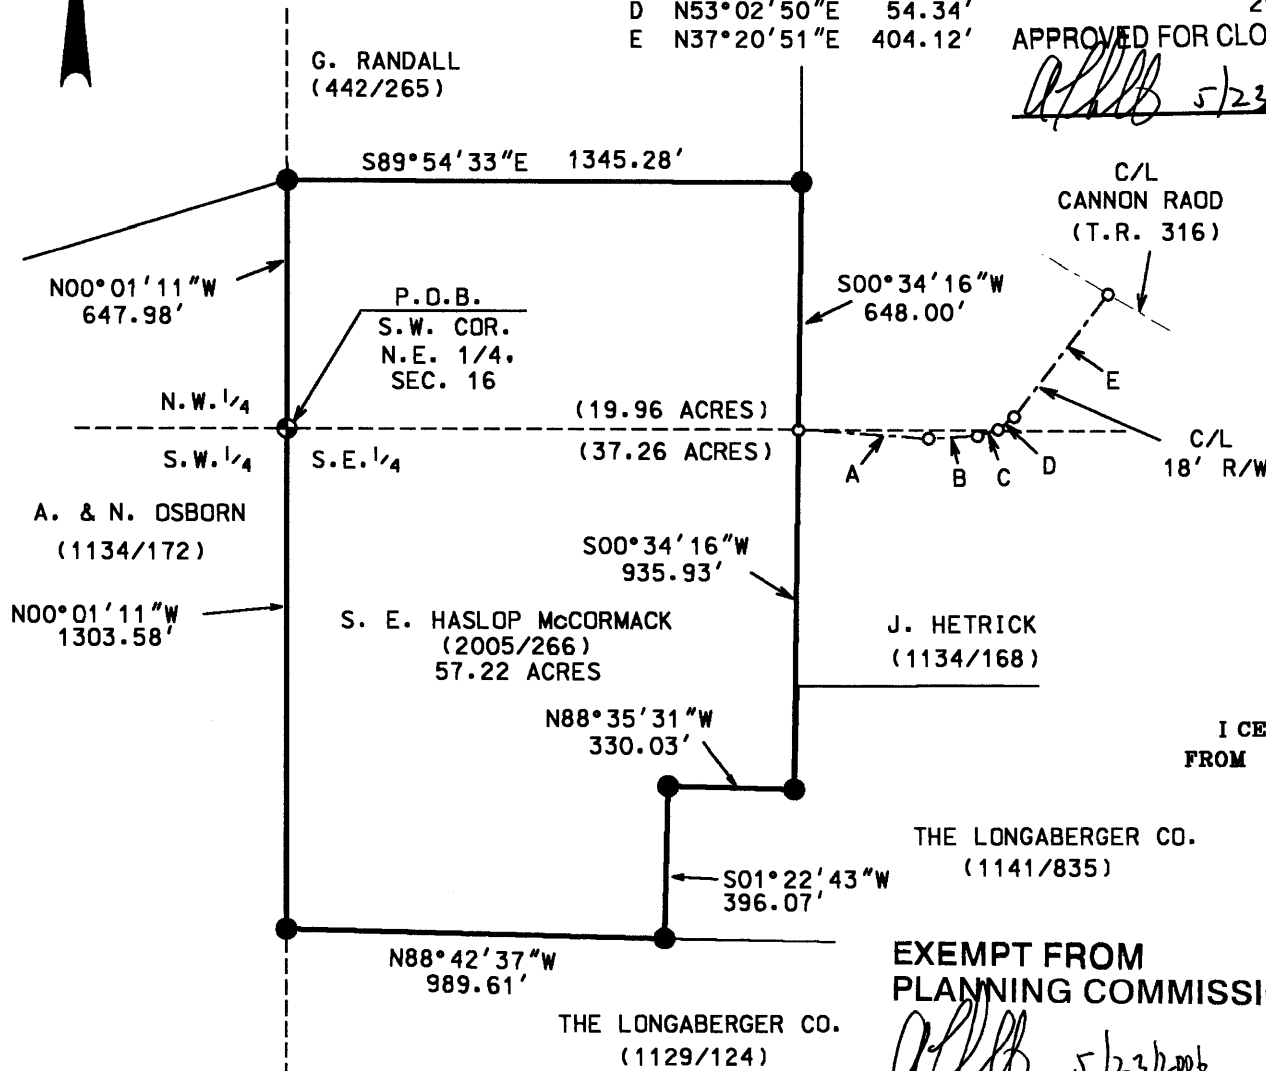 D N53°02'50"E 54.34'
E N37°20'51"E 404.12'
APPROVED FOR CLO
5/23
G. RANDALL
(442/265)
S89°54'33"E 1345.28'
C/L
CANNON RAOD
(T.R. 316)
N00°01'11"W
647.98'
P.O.B.
S.W. COR.
N.E. 1/4,
SEC. 16
S00°34'16"W
648.00'
E
N.W.1/4
(19.96 ACRES)
S.W.1/4
S.E.1/4
(37.26 ACRES)
A
B
C
D
C/L
18' R/W
A. & N. OSBORN
(1134/172)
S00°34'16"W
935.93'
N00°01'11"W
1303.58'
S. E. HASLOP McCORMACK
(2005/266)
57.22 ACRES
J. HETRICK
(1134/168)
N88°35'31"W
330.03'
I CE
FROM
THE LONGABERGER CO.
(1141/835)
S01°22'43"W
396.07'
N88°42'37"W
989.61'
EXEMPT FROM
PLANNING COMMISSI
THE LONGABERGER CO.
(1129/124)
5/23/2006